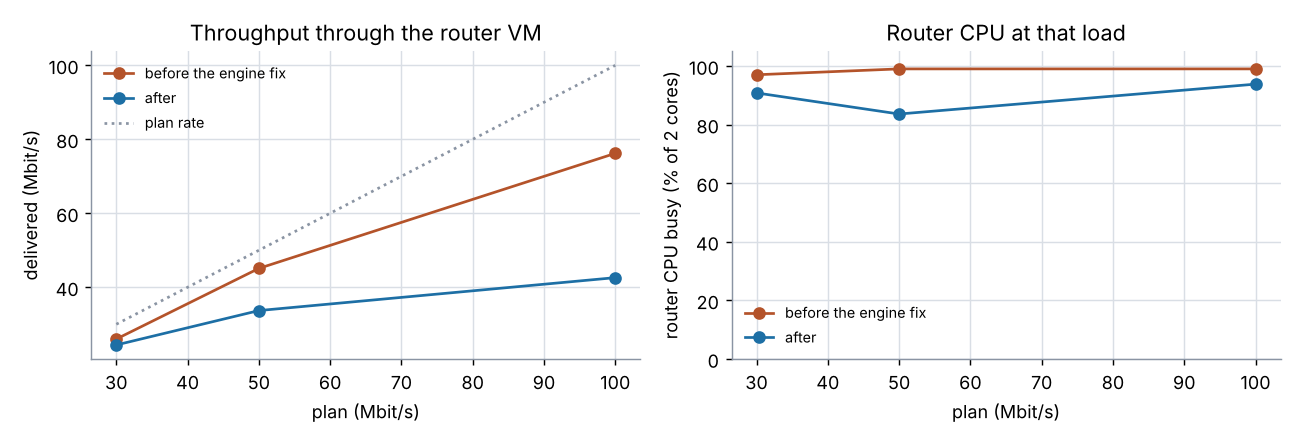 Throughput through the router VM
delivered (Mbit/s)
100
80
60
40
before the engine fix
after
plan rate
30 40 50 60 70 80 90 100
plan (Mbit/s)
Router CPU at that load
router CPU busy (% of 2 cores)
100
80
60
40
20
0
before the engine fix
after
30 40 50 60 70 80 90 100
plan (Mbit/s)